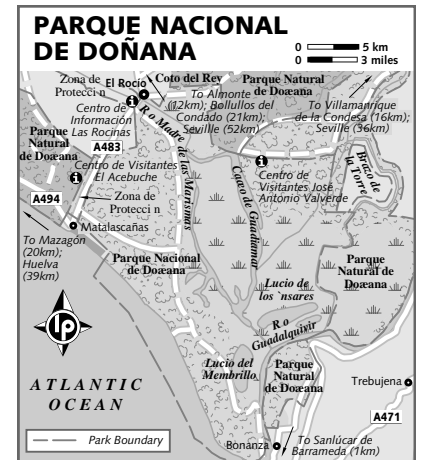 PARQUE NACIONAL
DE DOÑANA
0 5 km
0 3 miles
Zona de
Protecci n
El Rocío
Coto del Rey
Parque Natural
de Doæana
To Almonte
(12km); Bollullos del
Condado (21km);
Seville (52km)
To Villamanrique
de la Condesa (16km);
Seville (36km)
Centro de
Información
Las Rocinas
Parque
Natural
de Doæana
A483
R o Madre de las Marismas
Brazo de
la Torre
Centro de Visitantes
El Acebuche
Caæo de Guadiamar
Centro de
Visitantes José
Antonio Valverde
A494
Zona de
Protecci n
Matalascañas
To Mazagón
(20km);
Huelva
(39km)
Parque Nacional
de Doæana
Parque
Natural de
Doæana
Lucio de
los `nsares
lp
R o
Guadalquixir
Lucio del
Membrillo
Parque
Natural
de Doæana
ATLANTIC
OCEAN
Trebujena
A471
Park Boundary
Bonanza
To Sanlúcar de
Barrameda (1km)